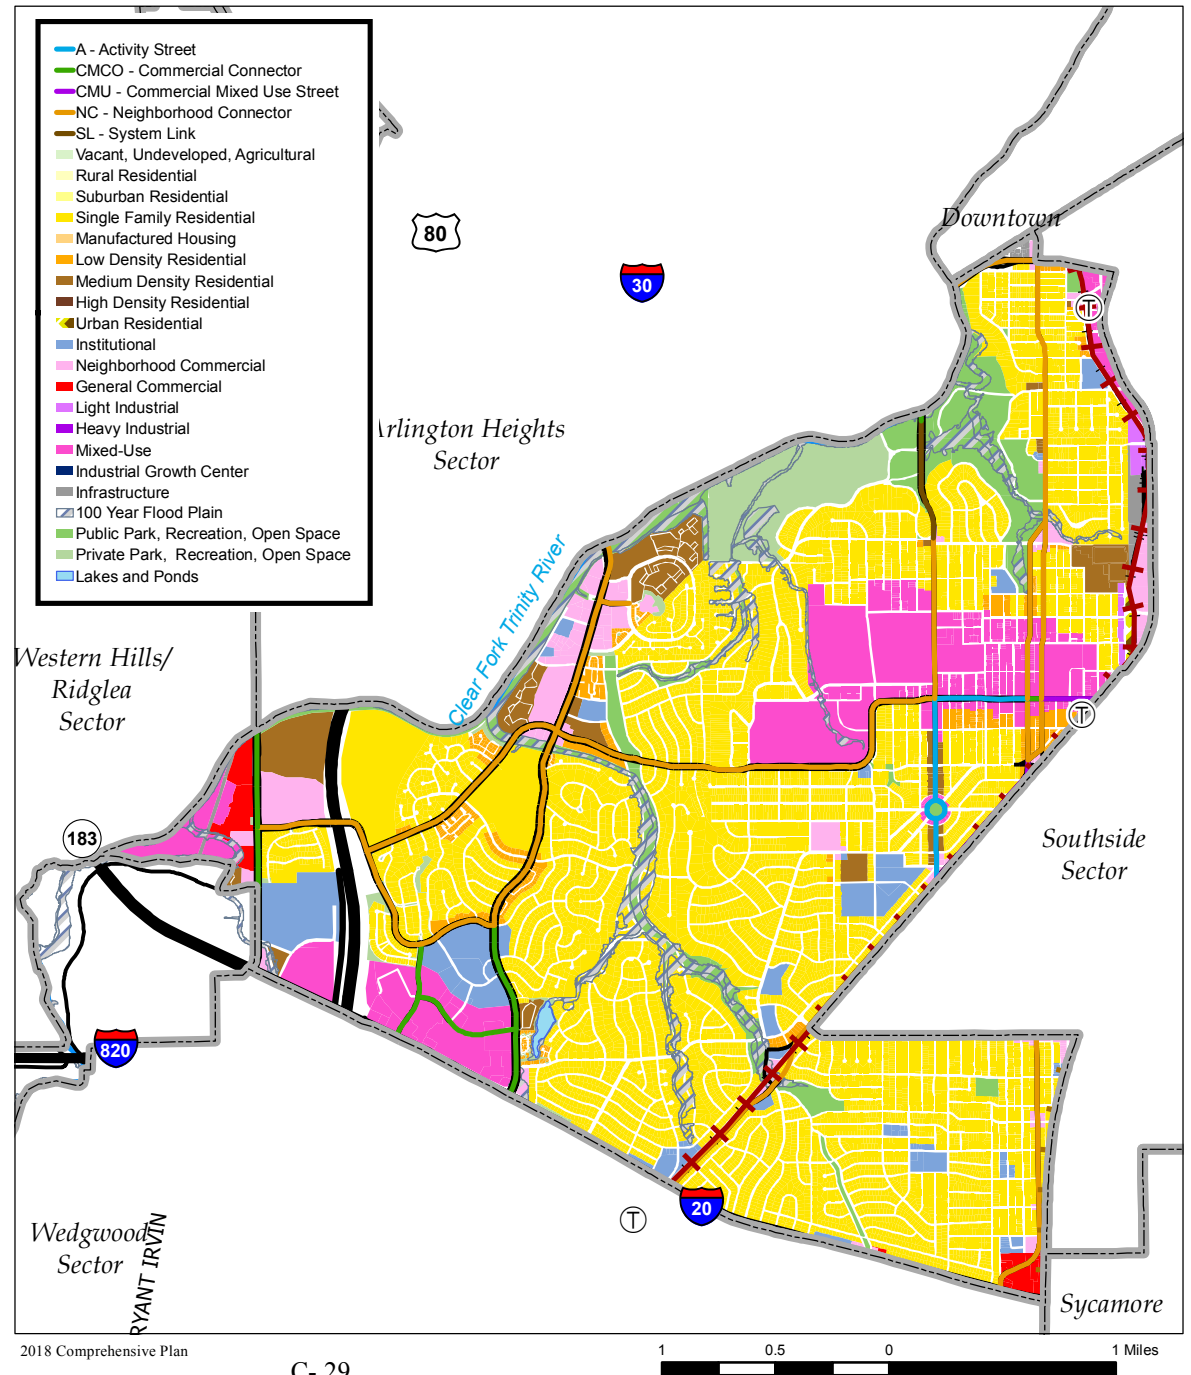 A - Activity Street
CMCO - Commercial Connector
CMU - Commercial Mixed Use Street
NC - Neighborhood Connector
SL - System Link
Vacant, Undeveloped, Agricultural
Rural Residential
Suburban Residential
Single Family Residential
Manufactured Housing
Low Density Residential
Medium Density Residential
High Density Residential
Urban Residential
Institutional
Neighborhood Commercial
General Commercial
Light Industrial
Heavy Industrial
Mixed-Use
Industrial Growth Center
Infrastructure
100 Year Flood Plain
Public Park, Recreation, Open Space
Private Park, Recreation, Open Space
Lakes and Ponds
80
30
Downtown
T
Arlington Heights
Sector
Clear Fork Trinity River
Western Hills/
Ridglea
Sector
T
183
Southside
Sector
820
20
T
Wedgwood
Sector
RYANT IRVIN
Sycamore
2018 Comprehensive Plan
C- 29
1 0.5 0 1 Miles